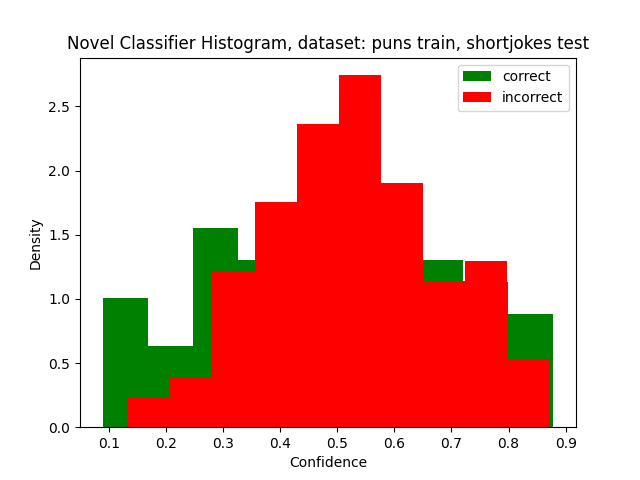 Novel Classifier Histogram, dataset: puns train, shortjokes test
correct
incorrect
Density
2.5
2.0
1.5
1.0
0.5
0.0
0.1 0.2 0.3 0.4 0.5 0.6 0.7 0.8 0.9
Confidence